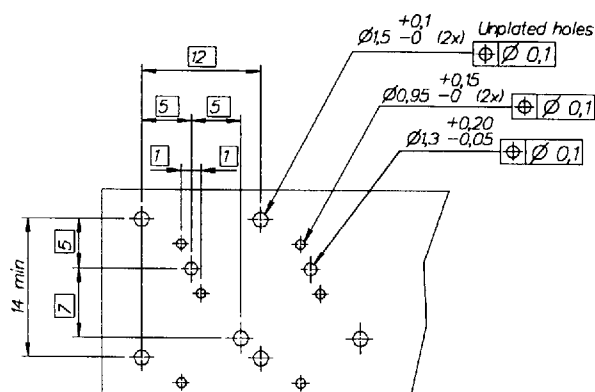 +0,1
Ø1,5 -0 (2x)
Unplated holes
⌖ Ø 0,1
12
+0,15
Ø0,95 -0 (2x)
⌖ Ø 0,1
5
5
+0,20
Ø1,3 -0,05
⌖ Ø 0,1
1
1
5
14 min
7